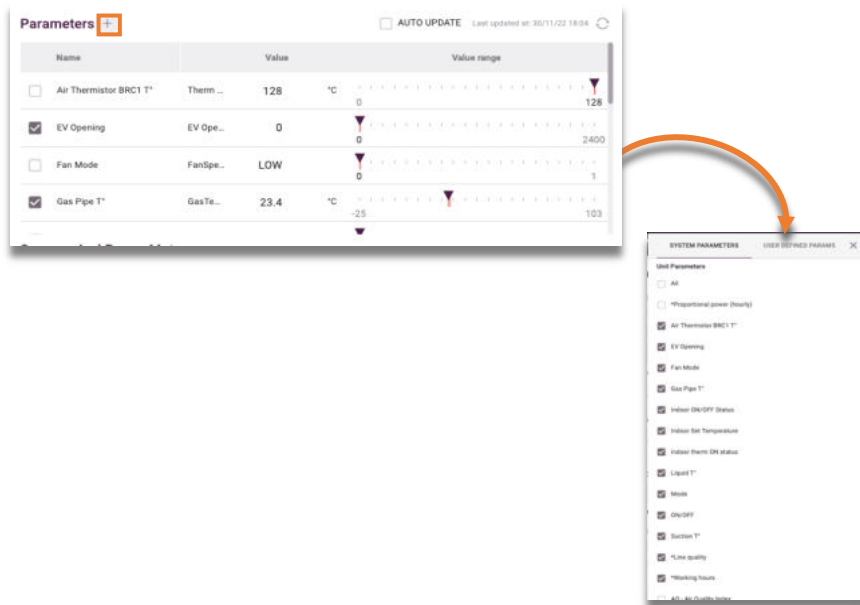 Parameters +
AUTO UPDATE Last updated at: 30/11/22 18:04
Name Value Value range
Air Thermistor BRC1 T° Therm ... 128 °C 0 128
EV Opening EV Ope... 0 0 2400
Fan Mode FanSpe... LOW 0 1
Gas Pipe T° GasTe... 23.4 °C -25 103
SYSTEM PARAMETERS USER DEFINED PARAMS X
Unit Parameters
All
*Proportional power (hourly)
Air Thermistor BRC1 T°
EV Opening
Fan Mode
Gas Pipe T°
Indoor ON/OFF Status
Indoor Set Temperature
Indoor therm ON status
Liquid T°
Mode
ON/OFF
Suction T°
*Line quality
*Working hours
AQ - Air Quality Index